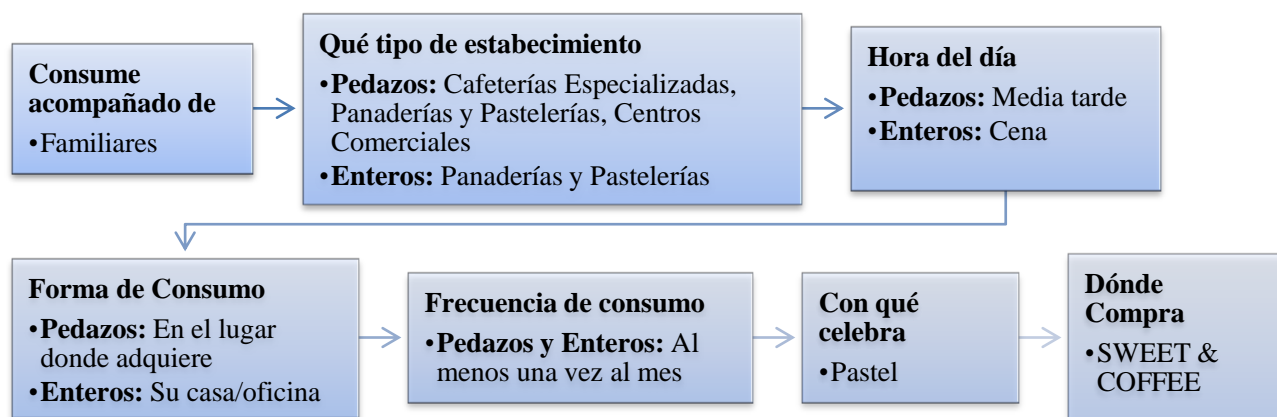 Consume
acompañado de
•Familiares
Qué tipo de estabecimiento
•Pedazos: Cafeterías Especializadas,
Panaderías y Pastelerías, Centros
Comerciales
•Enteros: Panaderías y Pastelerías
Hora del día
•Pedazos: Media tarde
•Enteros: Cena
Forma de Consumo
•Pedazos: En el lugar
donde adquiere
•Enteros: Su casa/oficina
Frecuencia de consumo
•Pedazos y Enteros: Al
menos una vez al mes
Con qué
celebra
•Pastel
Dónde
Compra
•SWEET &
COFFEE